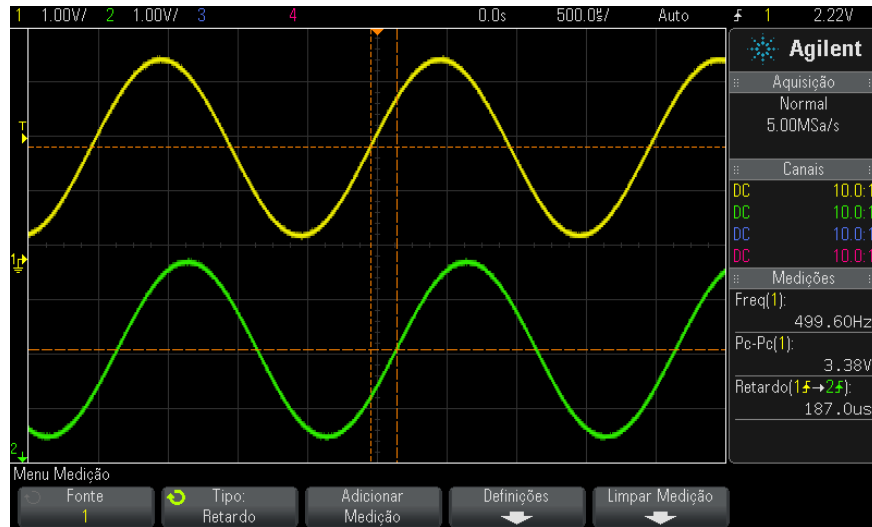 1 1.00V/ 2 1.00V/ 3 4 0.0s 500.0㎲/ Auto 1 2.22V
T
1
2
Agilent
Aquisição
Normal
5.00MSa/s
Canais
DC 10.0:1
DC 10.0:1
DC 10.0:1
DC 10.0:1
Medições
Freq(1):
499.60Hz
Pc-Pc(1):
3.38V
Retardo(1→2):
187.0us
Menu Medição
Fonte
1
Tipo:
Retardo
Adicionar
Medição
Definições
Limpar Medição